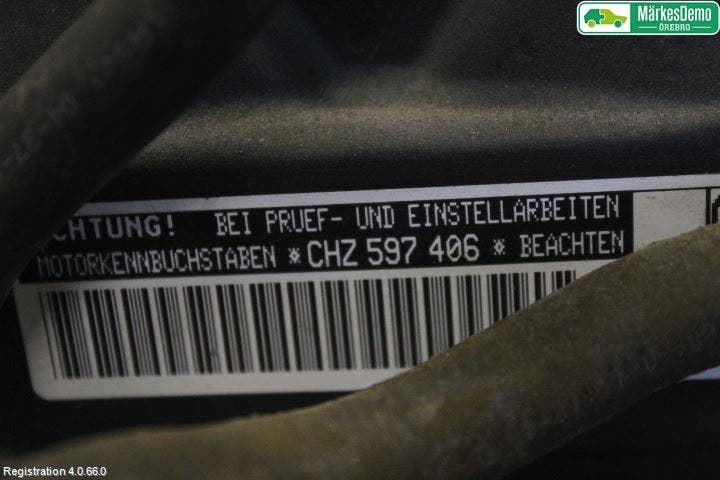 MärkesDemo
ÖREBRO
CHTUNG! BEI PRUEF- UND EINSTELLARBEITEN
MOTORKENNBUCHSTABEN * CHZ 597 406 * BEACHTEN
Registration 4.0.66.0